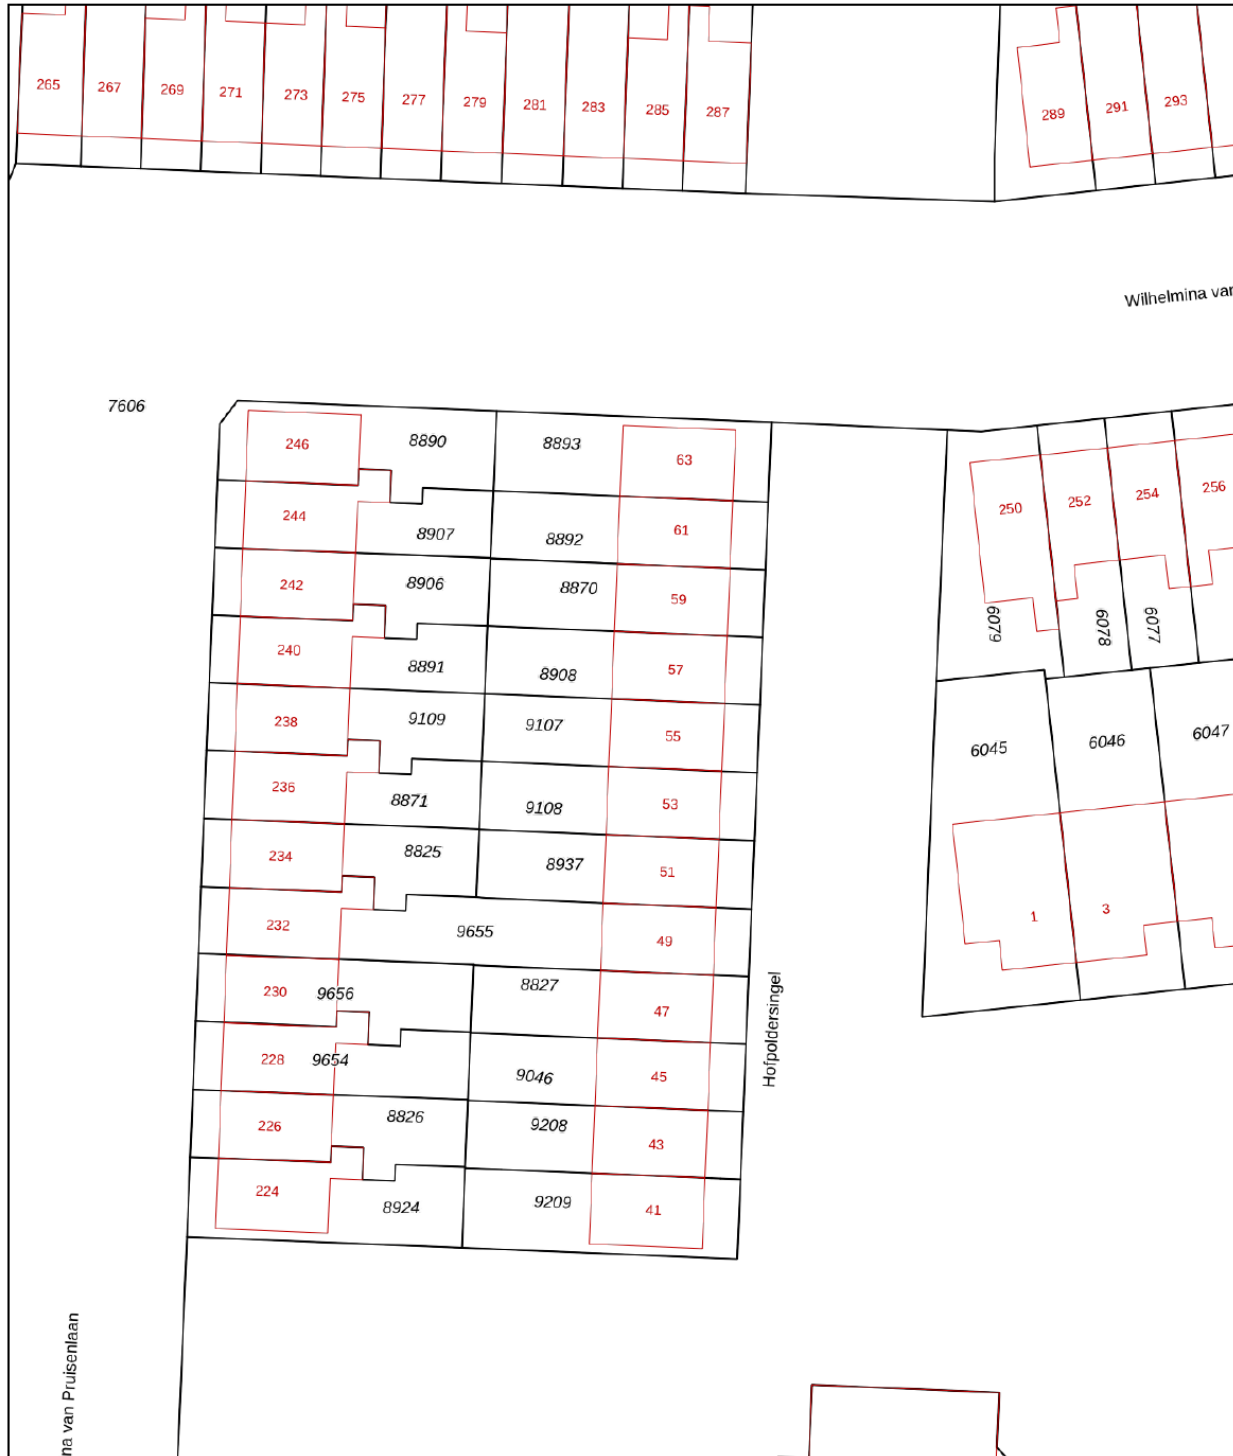 265 267 269 271 273 275 277 279 281 283 285 287 289 291 293
Wilhelmina van
7606
246 8890 8893 63
250 252 254 256
244 8907 8892 61
242 8906 8870 59
6079 6078 6077
240 8891 8908 57
238 9109 9107 55
6045 6046 6047
236 8871 9108 53
234 8825 8937 51
232 9655 49
1 3
230 9656 8827 47
Hofpoldersingel
228 9654 9046 45
226 8826 9208 43
224 8924 9209 41
na van Pruisenlaan